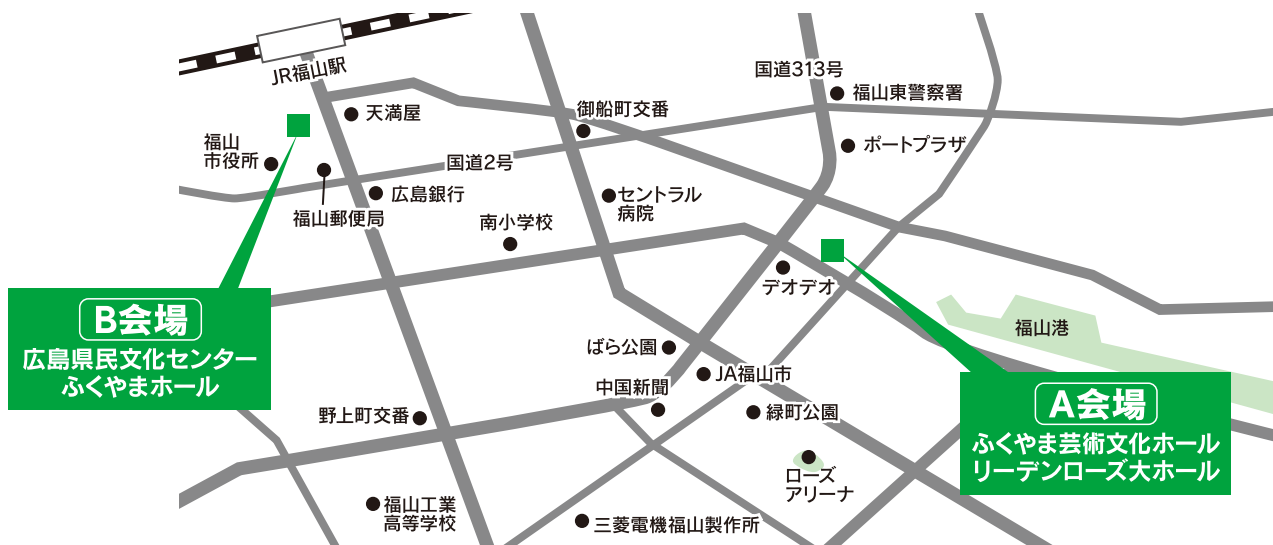 JR福山駅
国道313号
福山東警察署
天満屋
御船町交番
福山
市役所
国道2号
ポートプラザ
広島銀行
セントラル
病院
福山郵便局
南小学校
デオデオ
B会場
広島県民文化センター
ふくやまホール
福山港
ばら公園
JA福山市
中国新聞
野上町交番
緑町公園
A会場
ふくやま芸術文化ホール
リーデンローズ大ホール
ローズ
アリーナ
福山工業
高等学校
三菱電機福山製作所